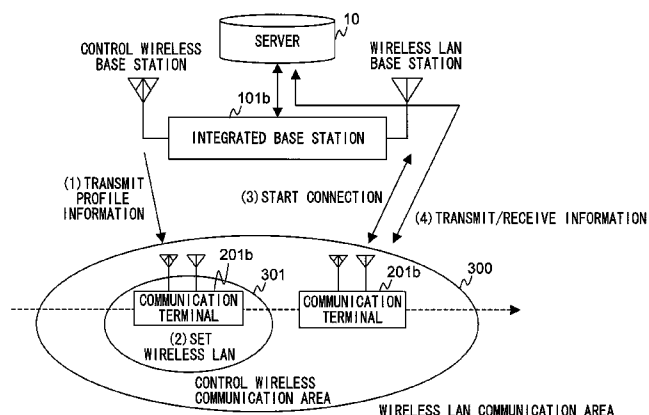 10
SERVER
CONTROL WIRELESS
BASE STATION
WIRELESS LAN
BASE STATION
101b
INTEGRATED BASE STATION
(1) TRANSMIT
PROFILE
INFORMATION
(3) START CONNECTION
(4) TRANSMIT/RECEIVE INFORMATION
201b
301
201b
300
COMMUNICATION
TERMINAL
COMMUNICATION
TERMINAL
(2) SET
WIRELESS LAN
CONTROL WIRELESS
COMMUNICATION AREA
WIRELESS LAN COMMUNICATION AREA